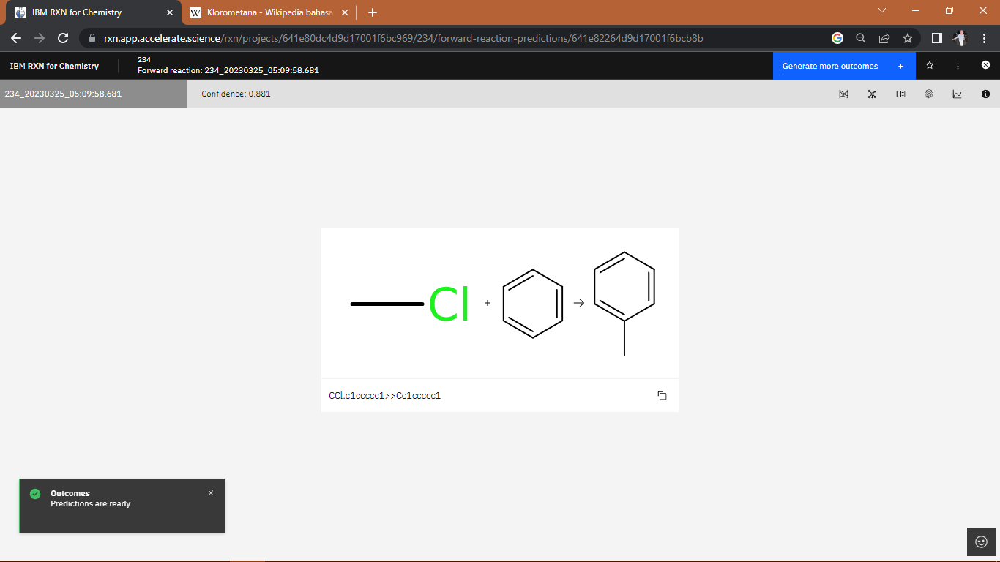 IBM RXN for Chemistry
Klorometana - Wikipedia bahasa
rxn.app.accelerate.science/rxn/projects/641e80dc4d9d17001f6bc969/234/forward-reaction-predictions/641e82264d9d17001f6bcb8b
IBM RXN for Chemistry
234
Forward reaction: 234_20230325_05:09:58.681
Generate more outcomes +
234_20230325_05:09:58.681
Confidence: 0.881
Cl + →
CCl.c1ccccc1>>Cc1ccccc1
Outcomes
Predictions are ready